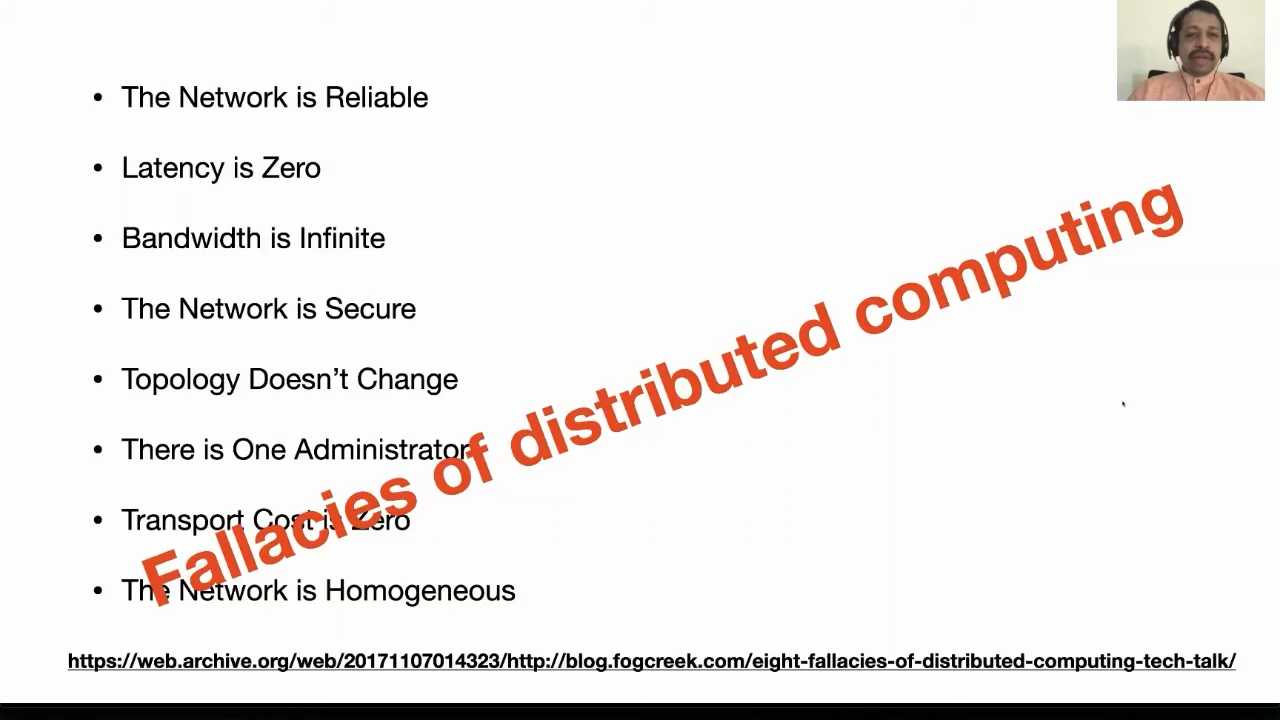 • The Network is Reliable
• Latency is Zero
• Bandwidth is Infinite
• The Network is Secure
• Topology Doesn’t Change
• There is One Administrator
• Transport Cost is Zero
• The Network is Homogeneous
Fallacies of distributed computing
https://web.archive.org/web/20171107014323/http://blog.fogcreek.com/eight-fallacies-of-distributed-computing-tech-talk/